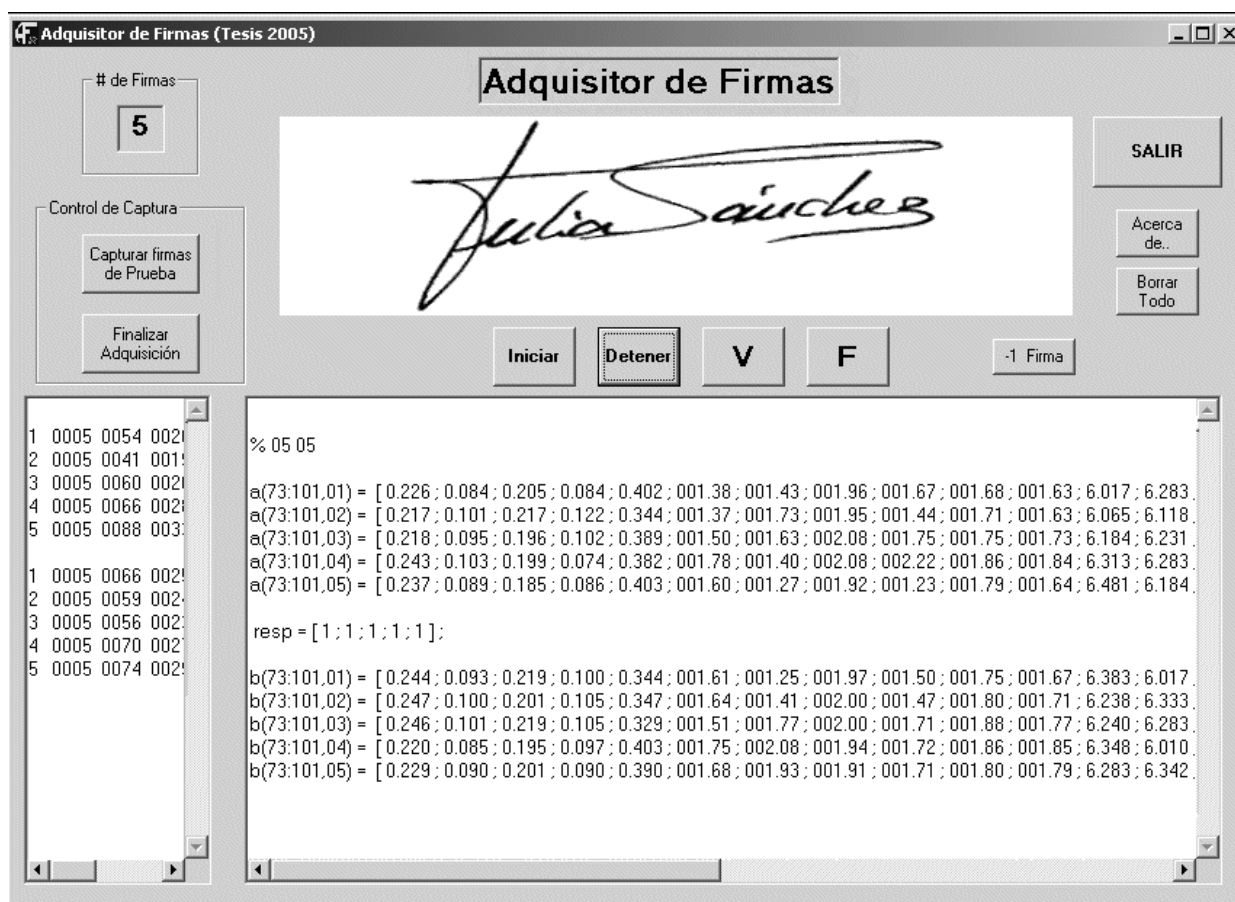 Adquisitor de Firmas (Tesis 2005)
# de Firmas
5
Adquisitor de Firmas
Julia Sánchez
SALIR
Control de Captura
Capturar firmas
de Prueba
Finalizar
Adquisición
Acerca
de..
Borrar
Todo
Iniciar
Detener
V
F
-1 Firma
1 0005 0054
2 0005 0041
3 0005 0060
4 0005 0066
5 0005 0088
1 0005 0066
2 0005 0059
3 0005 0056
4 0005 0070
5 0005 0074
% 05 05
a(73:101,01) = [ 0.226 ; 0.084 ; 0.205 ; 0.084 ; 0.402 ; 001.38 ; 001.43 ; 001.96 ; 001.67 ; 001.68 ; 001.63 ; 6.017 ; 6.283
a(73:101,02) = [ 0.217 ; 0.101 ; 0.217 ; 0.122 ; 0.344 ; 001.37 ; 001.73 ; 001.95 ; 001.44 ; 001.71 ; 001.63 ; 6.065 ; 6.118
a(73:101,03) = [ 0.218 ; 0.095 ; 0.196 ; 0.102 ; 0.389 ; 001.50 ; 001.63 ; 002.08 ; 001.75 ; 001.75 ; 001.73 ; 6.184 ; 6.231
a(73:101,04) = [ 0.243 ; 0.103 ; 0.199 ; 0.074 ; 0.382 ; 001.78 ; 001.40 ; 002.08 ; 002.22 ; 001.86 ; 001.84 ; 6.313 ; 6.283
a(73:101,05) = [ 0.237 ; 0.089 ; 0.185 ; 0.086 ; 0.403 ; 001.60 ; 001.27 ; 001.92 ; 001.23 ; 001.79 ; 001.64 ; 6.481 ; 6.184
resp = [ 1 ; 1 ; 1 ; 1 ; 1 ] ;
b(73:101,01) = [ 0.244 ; 0.093 ; 0.219 ; 0.100 ; 0.344 ; 001.61 ; 001.25 ; 001.97 ; 001.50 ; 001.75 ; 001.67 ; 6.383 ; 6.017
b(73:101,02) = [ 0.247 ; 0.100 ; 0.201 ; 0.105 ; 0.347 ; 001.64 ; 001.41 ; 002.00 ; 001.47 ; 001.80 ; 001.71 ; 6.238 ; 6.333
b(73:101,03) = [ 0.246 ; 0.101 ; 0.219 ; 0.105 ; 0.329 ; 001.51 ; 001.77 ; 002.00 ; 001.71 ; 001.88 ; 001.77 ; 6.240 ; 6.283
b(73:101,04) = [ 0.220 ; 0.085 ; 0.195 ; 0.097 ; 0.403 ; 001.75 ; 002.08 ; 001.94 ; 001.72 ; 001.86 ; 001.85 ; 6.348 ; 6.010
b(73:101,05) = [ 0.229 ; 0.090 ; 0.201 ; 0.090 ; 0.390 ; 001.68 ; 001.93 ; 001.91 ; 001.71 ; 001.80 ; 001.79 ; 6.283 ; 6.342